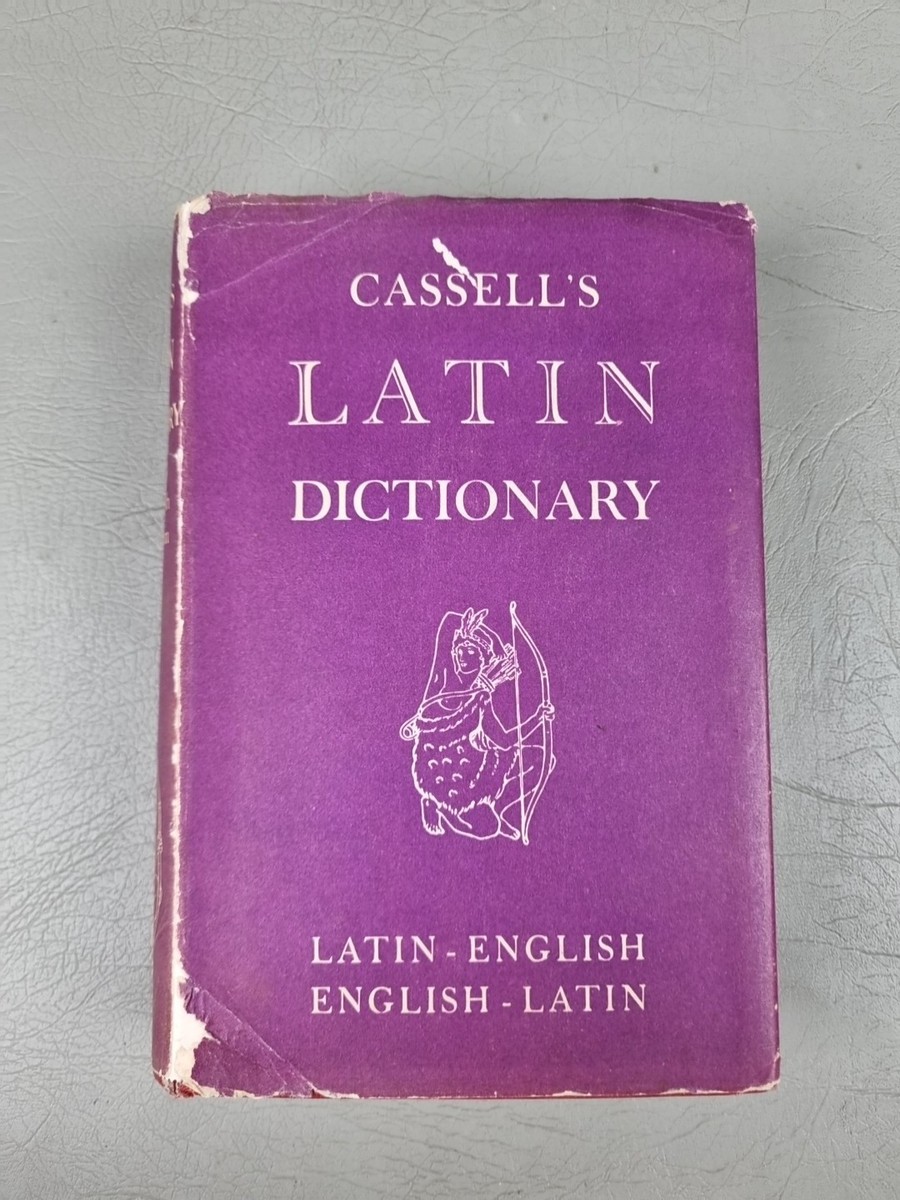 CASSELL'S
LATIN
DICTIONARY
LATIN - ENGLISH
ENGLISH - LATIN